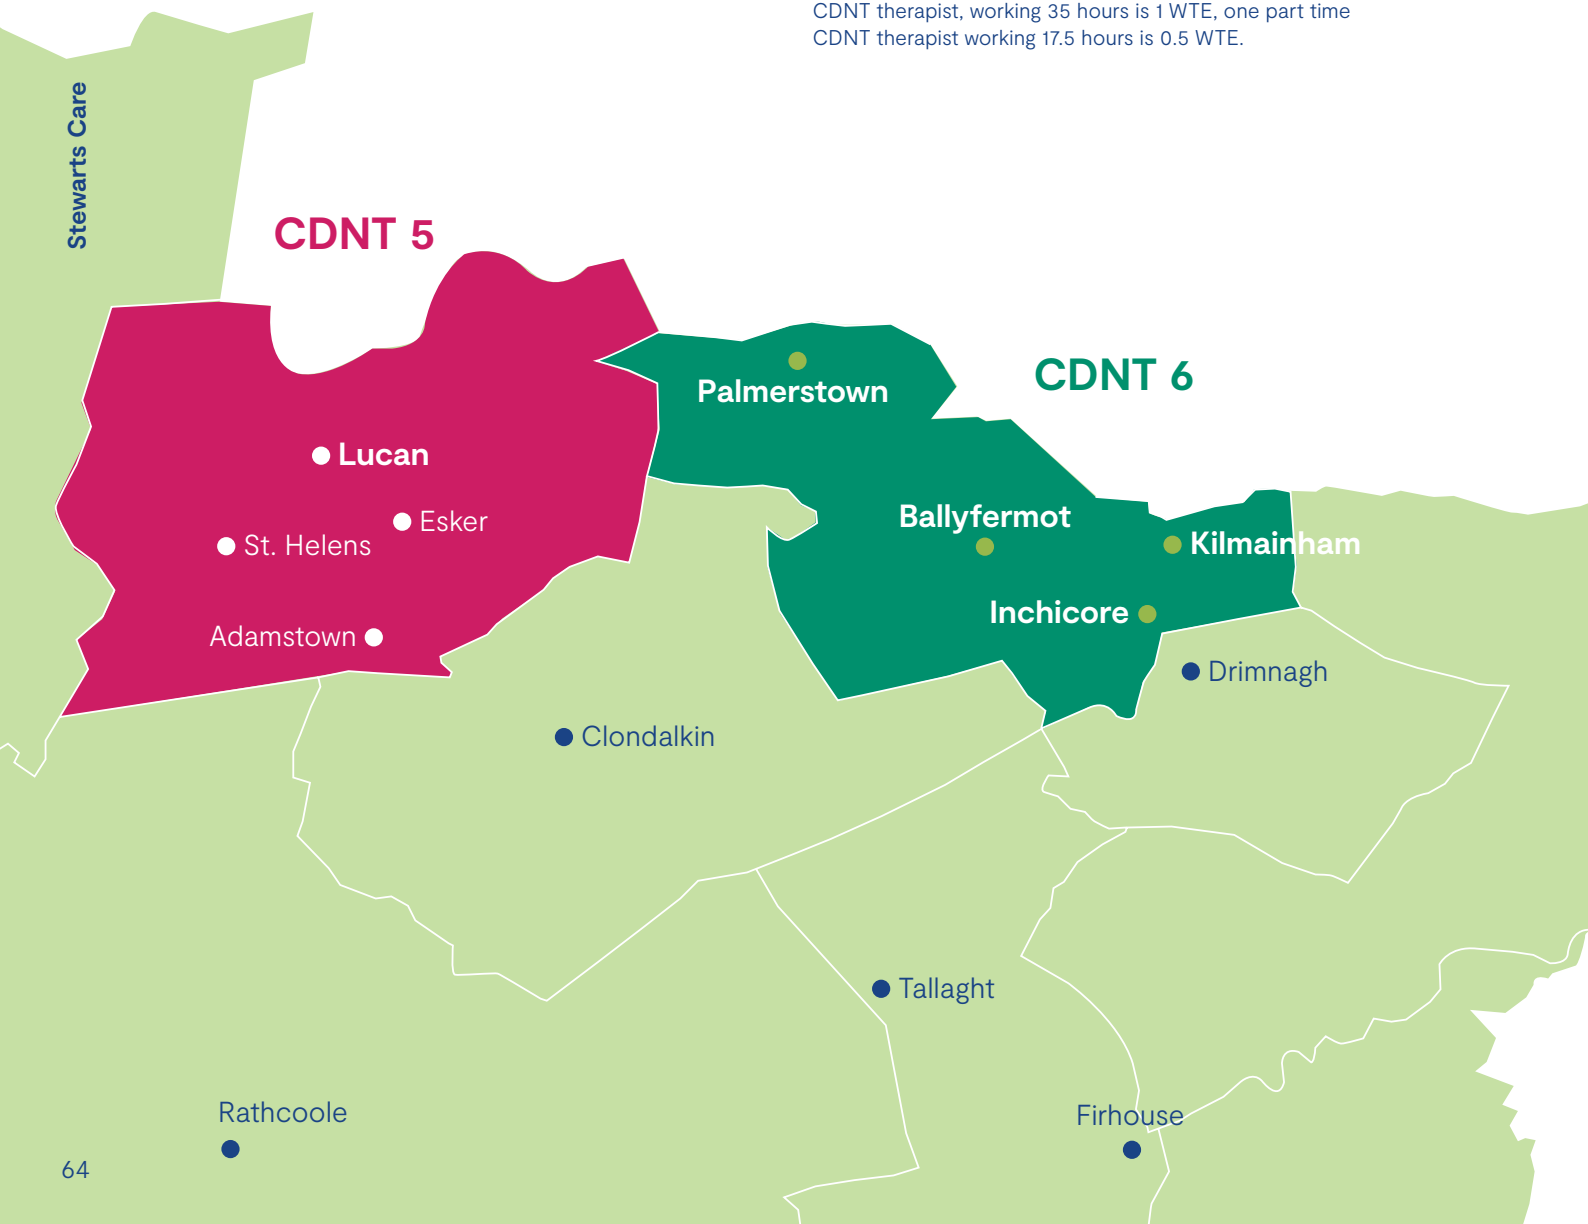 CDNT therapist, working 35 hours is 1 WTE, one part time
CDNT therapist working 17.5 hours is 0.5 WTE.
Stewarts Care
CDNT 5
CDNT 6
Palmerstown
Lucan
Esker
St. Helens
Ballyfermot
Kilmainham
Inchicore
Adamstown
Drimnagh
Clondalkin
Tallaght
Rathcoole
Firhouse
64